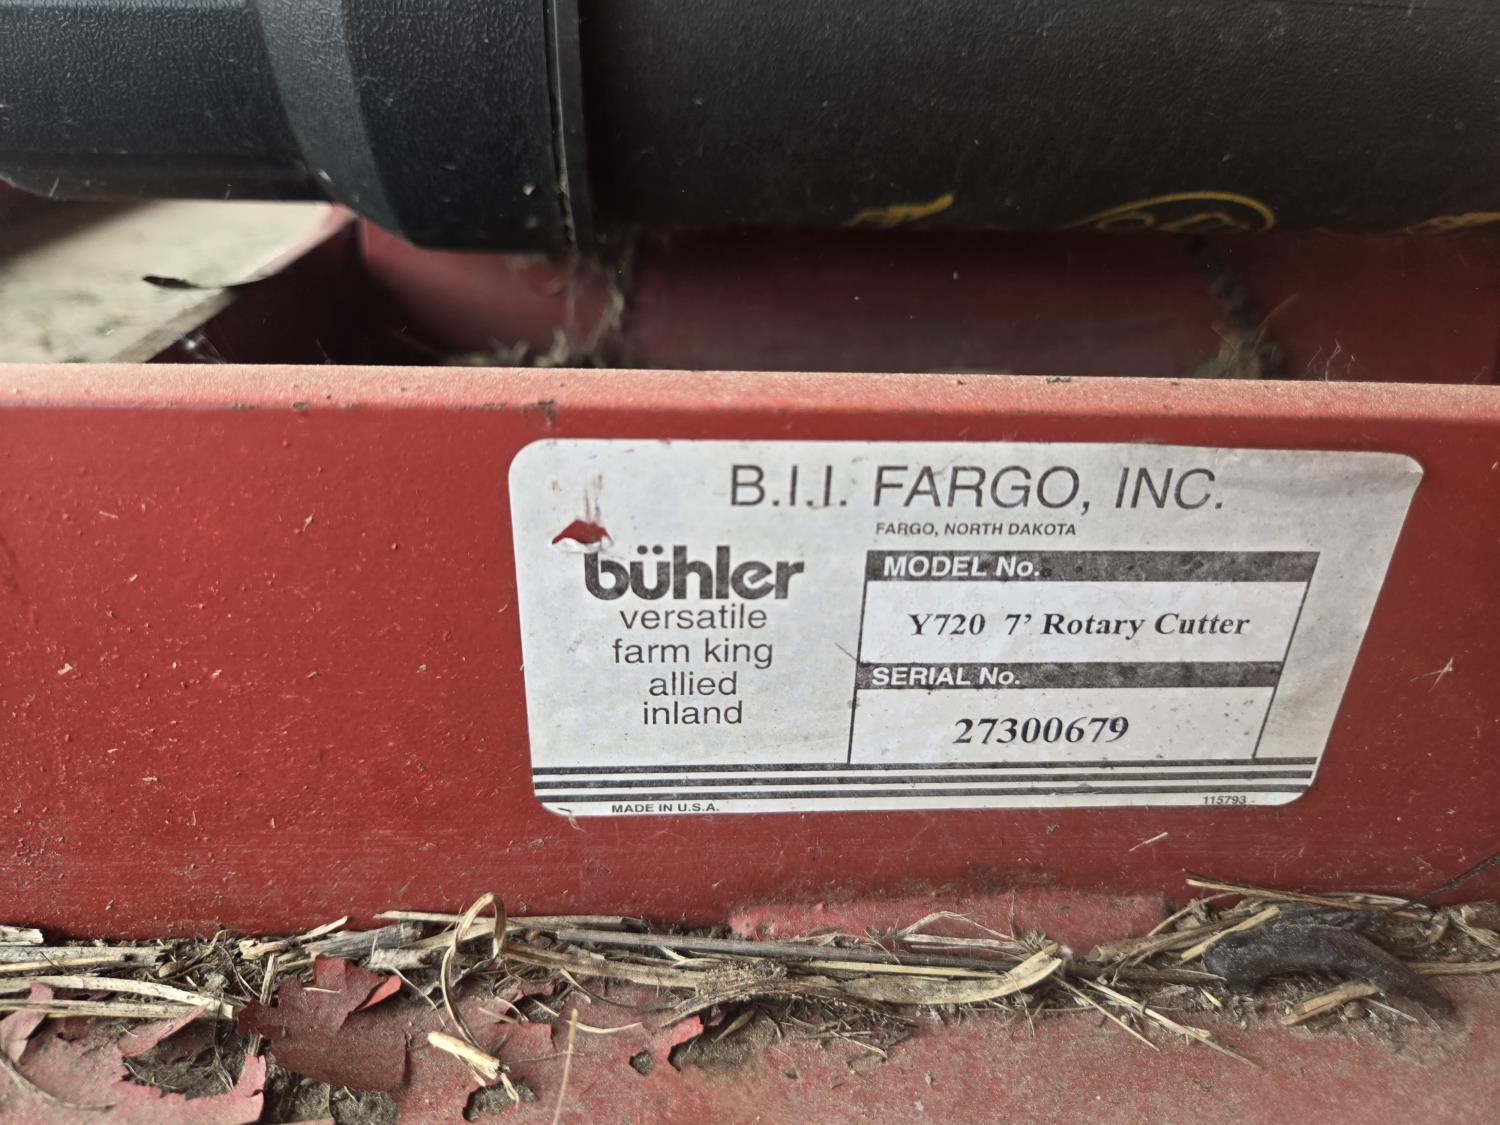 B.I.I. FARGO, INC.
FARGO, NORTH DAKOTA
bühler
versatile
farm king
allied
inland
MODEL No.
Y720 7' Rotary Cutter
SERIAL No.
27300679
MADE IN U.S.A.
115793